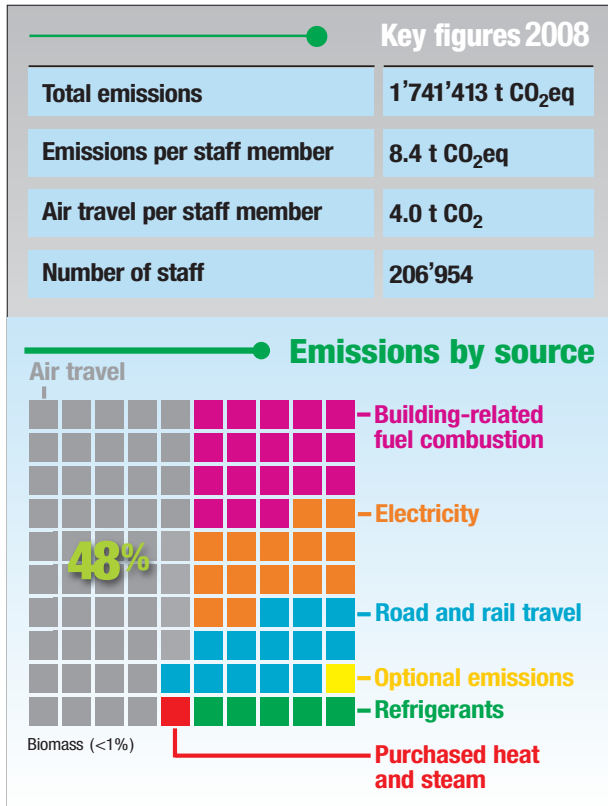 Key figures 2008
Total emissions 1’741’413 t CO₂eq
Emissions per staff member 8.4 t CO₂eq
Air travel per staff member 4.0 t CO₂
Number of staff 206’954
Emissions by source
Air travel
Building-related
fuel combustion
Electricity
48%
Road and rail travel
Optional emissions
Refrigerants
Biomass (<1%)
Purchased heat
and steam